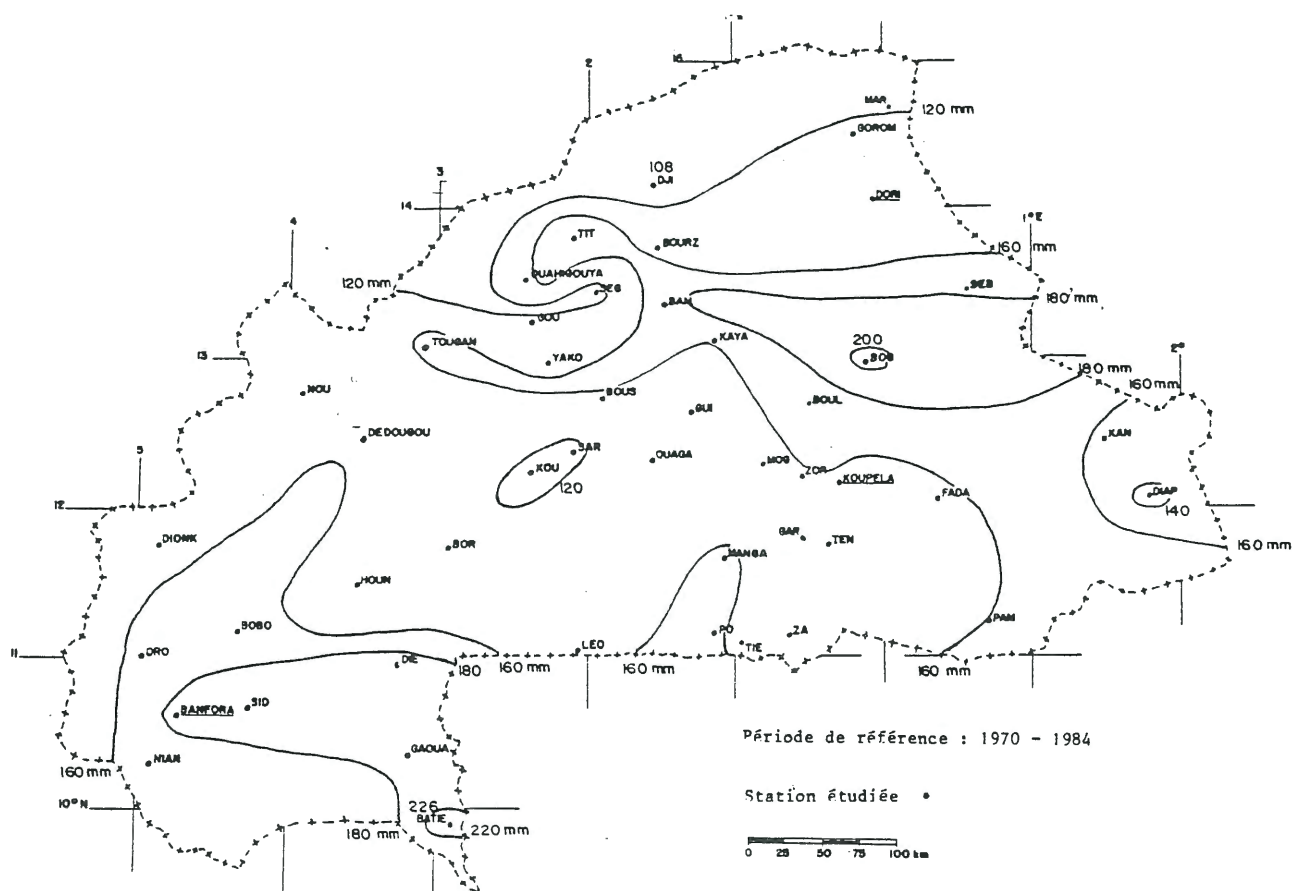 16
2
MAR
120 mm
GOROM
108
DJI
3
14
DORI
4
1° E
TIT
BOURZ
160 mm
OUAHIGOUYA
120 mm
SEG
BAM
SEB
180 mm
GOU
TOUGAN
KAYA
200
BOG
13
YAKO
2°
180 mm
160 mm
NOU
BOUS
GUI
BOUL
DEDOUGOU
KAN
5
SAR
OUAGA
MOG
KOU
ZOR
KOUPELA
120
FADA
DIAP
140
12
DIONK
BOR
GAR
TEN
MANGA
160 mm
HOUN
BOBO
PO
ZA
PAM
TIE
11
ORO
LEO
DIE
180
160 mm
160 mm
160 mm
BANFORA
SID
Période de référence : 1970 - 1984
GAOUA
NIAN
160 mm
Station étudiée •
10° N
226
BATIE
180 mm
220 mm
0 25 50 75 100 km